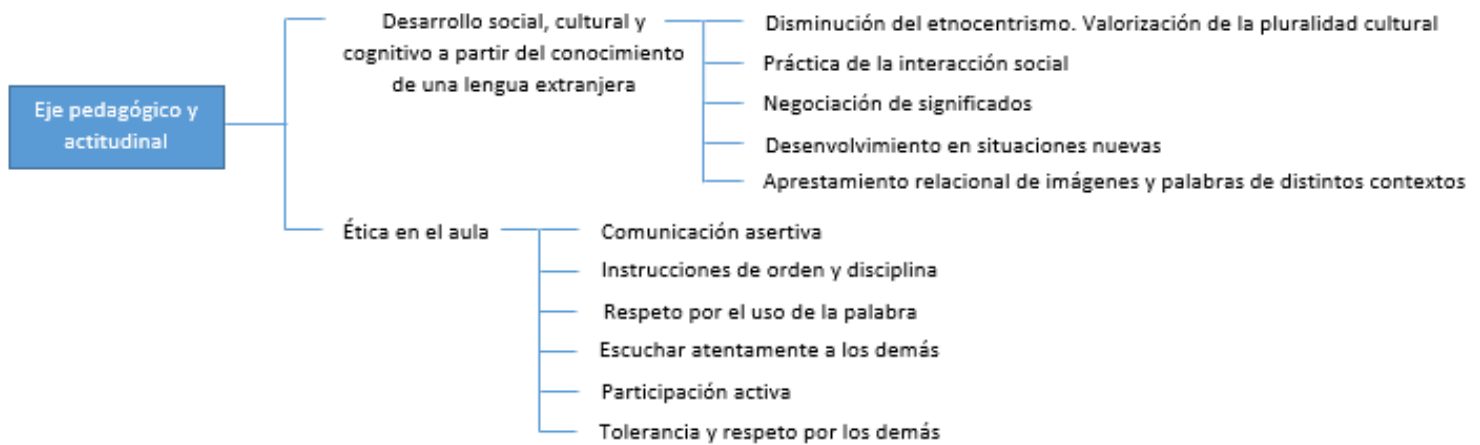 Eje pedagógico y
actitudinal
Desarrollo social, cultural y
cognitivo a partir del conocimiento
de una lengua extranjera
Disminución del etnocentrismo. Valorización de la pluralidad cultural
Práctica de la interacción social
Negociación de significados
Desenvolvimiento en situaciones nuevas
Aprestamiento relacional de imágenes y palabras de distintos contextos
Ética en el aula
Comunicación asertiva
Instrucciones de orden y disciplina
Respeto por el uso de la palabra
Escuchar atentamente a los demás
Participación activa
Tolerancia y respeto por los demás